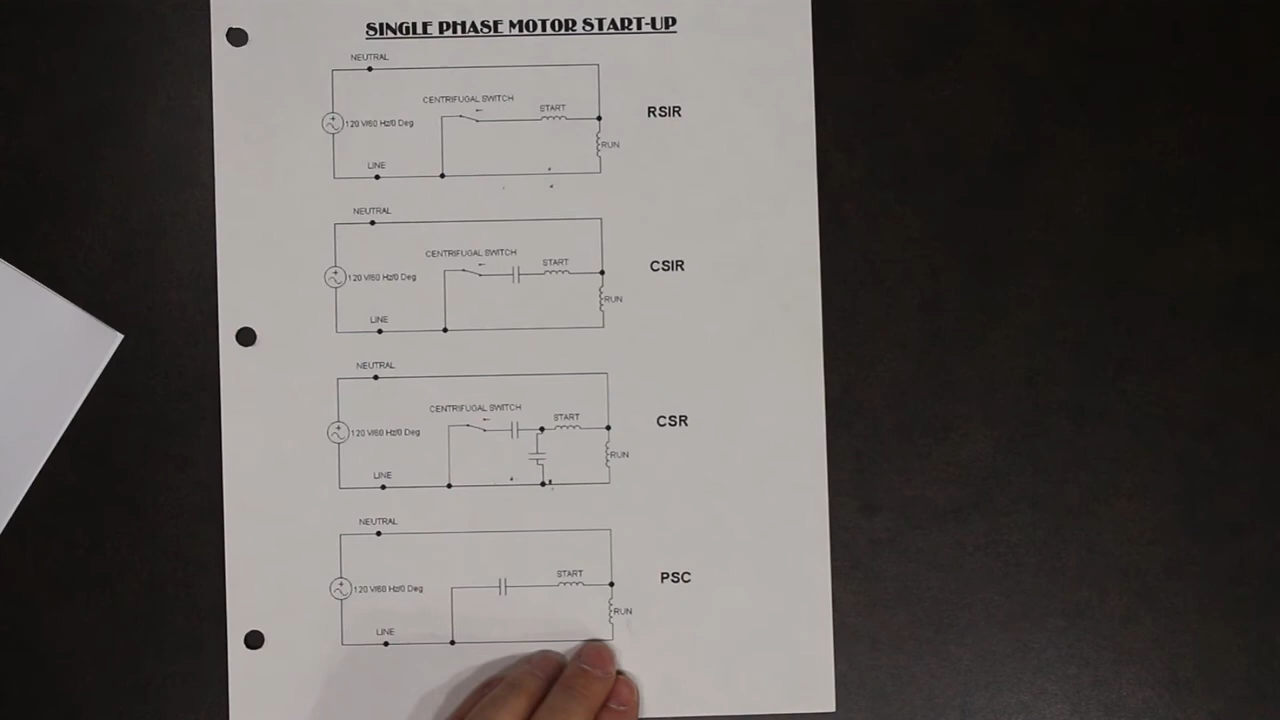 SINGLE PHASE MOTOR START-UP
NEUTRAL
CENTRIFUGAL SWITCH
START
RSIR
120 V/60 Hz/0 Deg
RUN
LINE
NEUTRAL
CENTRIFUGAL SWITCH
START
CSIR
120 V/60 Hz/0 Deg
RUN
LINE
NEUTRAL
CENTRIFUGAL SWITCH
START
CSR
120 V/60 Hz/0 Deg
RUN
LINE
NEUTRAL
START
PSC
120 V/60 Hz/0 Deg
RUN
LINE